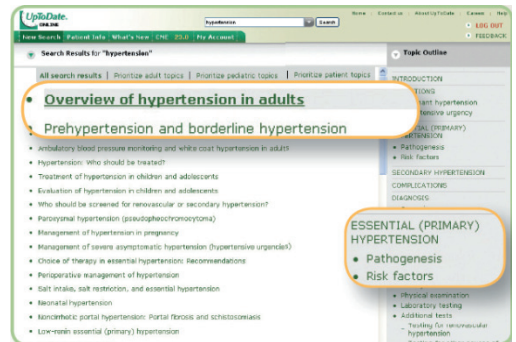 UpToDate.
ONLINE
hypertension
Search
Home
Contact us
About UpToDate
Careers
Help
LOG OUT
FEEDBACK
New Search
Patient Info
What's New
CME 23.0
My Account
Search Results for "hypertension"
All search results | Prioritize adult topics | Prioritize pediatric topics | Prioritize patient topics
• Overview of hypertension in adults
Prehypertension and borderline hypertension
• Ambulatory blood pressure monitoring and white coat hypertension in adults
• Hypertension: Who should be treated?
• Treatment of hypertension in children and adolescents
• Evaluation of hypertension in children and adolescents
• Who should be screened for renovascular or secondary hypertension?
• Paroxysmal hypertension (pseudopheochromocytoma)
• Management of hypertension in pregnancy
• Management of severe asymptomatic hypertension (hypertensive urgencies)
• Choice of therapy in essential hypertension: Recommendations
• Perioperative management of hypertension
• Salt intake, salt restriction, and essential hypertension
• Neonatal hypertension
• Noncirrhotic portal hypertension: Portal fibrosis and schistosomiasis
• Low-renin essential (primary) hypertension
Topic Outline
INTRODUCTION
hypertension
urgency
(PRIMARY)
• Pathogenesis
• Risk factors
SECONDARY HYPERTENSION
COMPLICATIONS
DIAGNOSIS
ESSENTIAL (PRIMARY)
HYPERTENSION
• Pathogenesis
• Risk factors
• Physical examination
• Laboratory testing
• Additional tests
- Testing for renovascular
hypertension